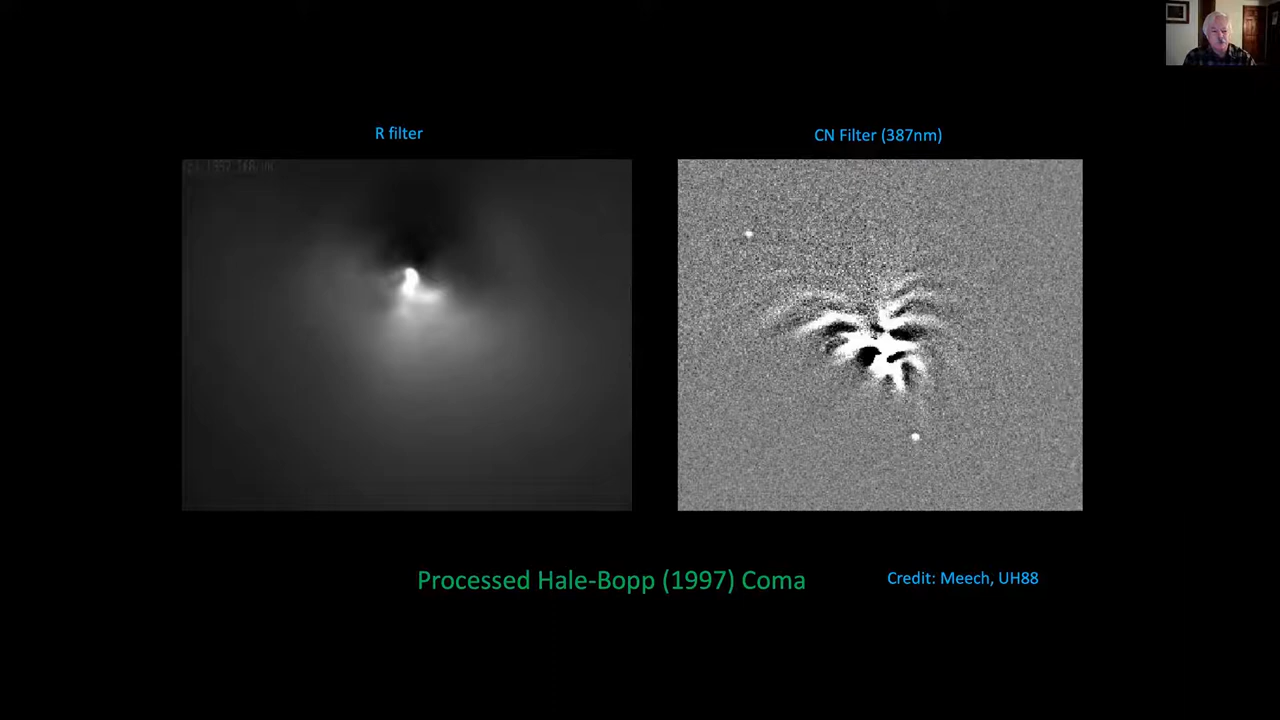 R filter
CN Filter (387nm)
Processed Hale-Bopp (1997) Coma
Credit: Meech, UH88